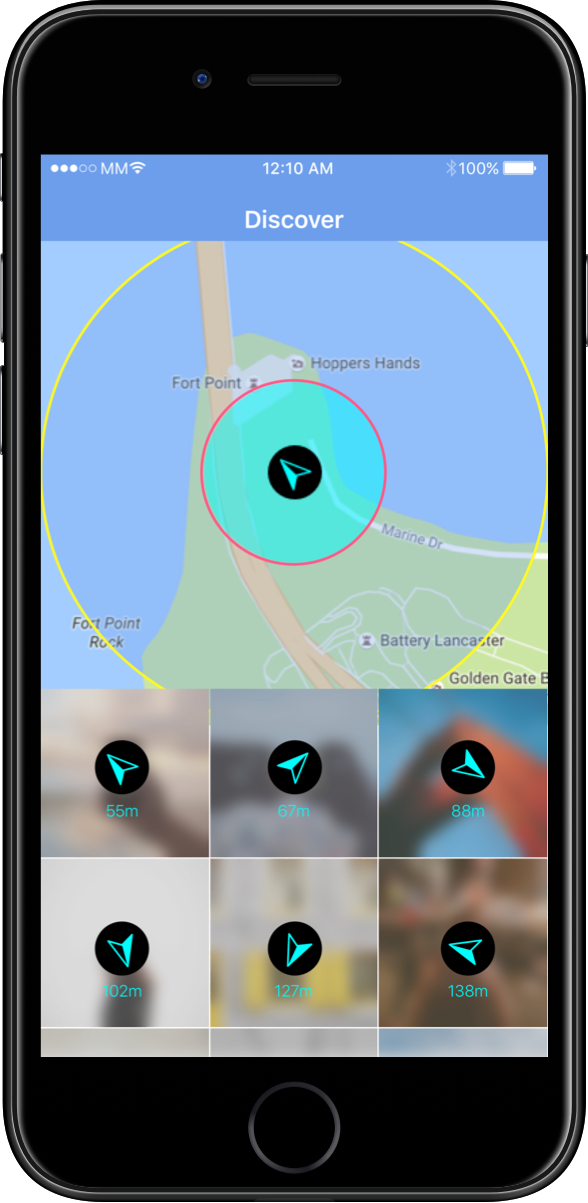 MM 12:10 AM 100%
Discover
Hoppers Hands
Fort Point
Marine Dr
Fort Point
Rock
Battery Lancaster
Golden Gate B
55m 67m 88m
102m 127m 138m